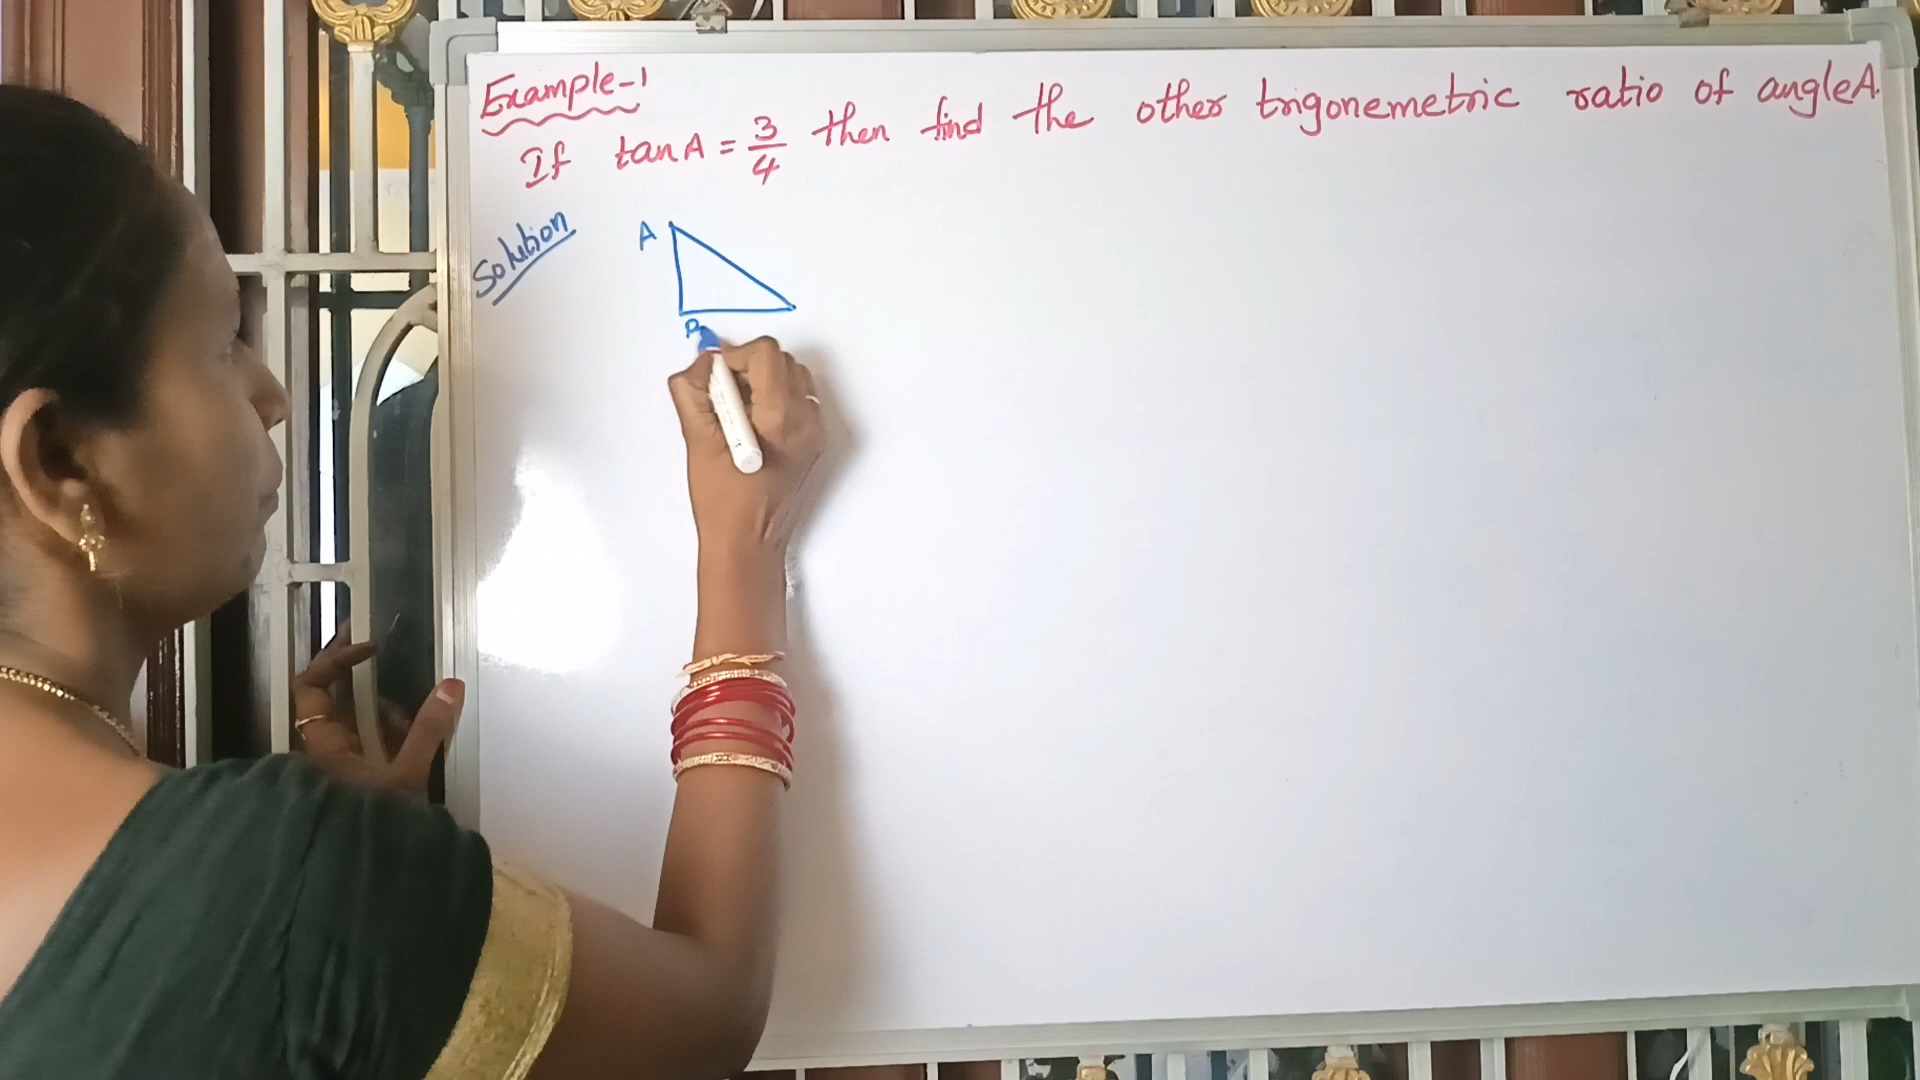 Example-1
If tan A = 3/4 then find the other trigonemetric ratio of angle A.
Solution
A
B